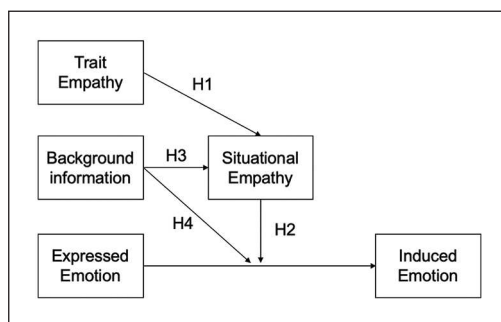 Trait
Empathy
H1
Background
information
H3
Situational
Empathy
H4
H2
Expressed
Emotion
Induced
Emotion